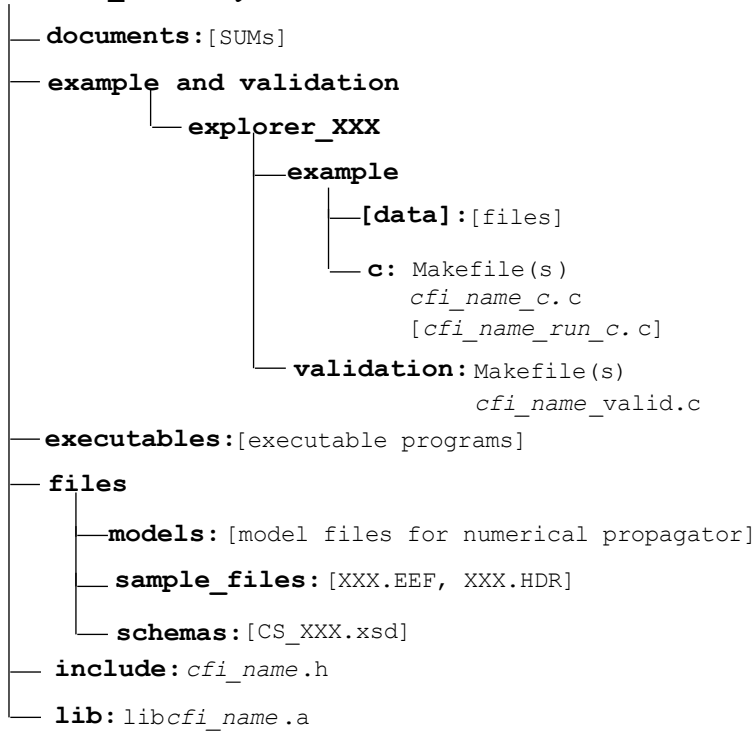 documents:[SUMs]
example and validation
explorer_XXX
example
[data]:[files]
c: Makefile(s)
cfi_name_c.c
[cfi_name_run_c.c]
validation: Makefile(s)
cfi_name_valid.c
executables:[executable programs]
files
models: [model files for numerical propagator]
sample_files: [XXX.EEF, XXX.HDR]
schemas: [CS_XXX.xsd]
include: cfi_name.h
lib: libcfi_name.a